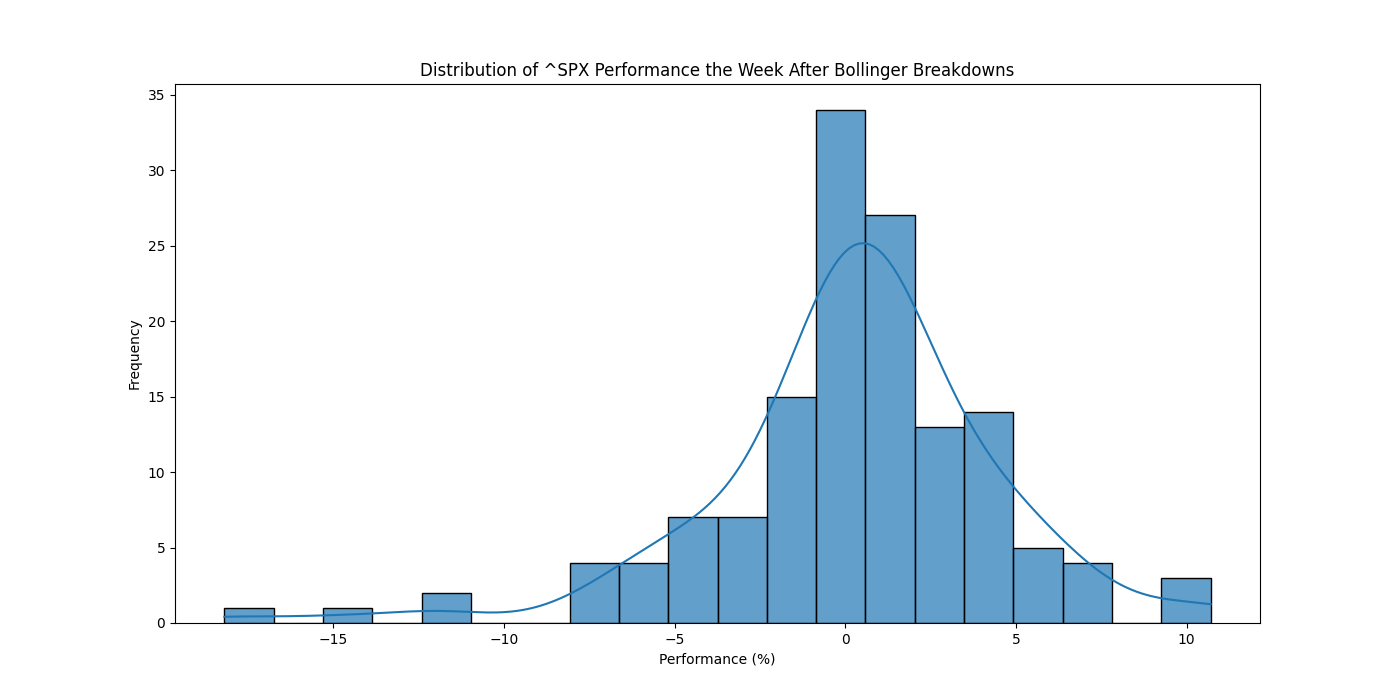 Distribution of ^SPX Performance the Week After Bollinger Breakdowns
35
30
25
20
15
10
5
0
Frequency
−15 −10 −5 0 5 10
Performance (%)